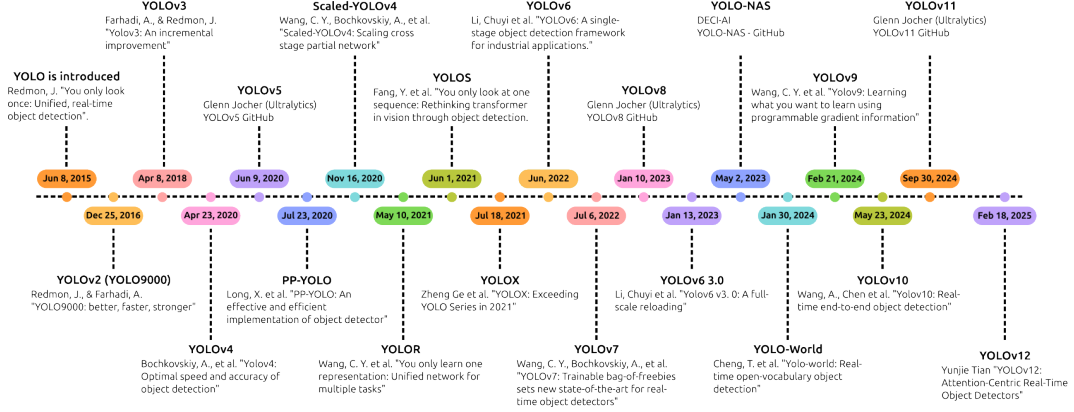 YOLOv3
Farhadi, A., & Redmon, J.
"Yolov3: An incremental
improvement"
Scaled-YOLOv4
Wang, C. Y., Bochkovskiy, A., et al.
"Scaled-YOLOv4: Scaling cross
stage partial network"
YOLOv6
Li, Chuyi et al. "YOLOv6: A single-
stage object detection framework
for industrial applications."
YOLO-NAS
DECI-AI
YOLO-NAS - GitHub
YOLOv11
Glenn Jocher (Ultralytics)
YOLOv11 GitHub
YOLO is introduced
Redmon, J. "You only look
once: Unified, real-time
object detection".
YOLOv5
Glenn Jocher (Ultralytics)
YOLOv5 GitHub
YOLOS
Fang, Y. et al. "You only look at one
sequence: Rethinking transformer
in vision through object detection.
YOLOv8
Glenn Jocher (Ultralytics)
YOLOv8 GitHub
YOLOv9
Wang, C. Y. et al. "Yolov9: Learning
what you want to learn using
programmable gradient information"
Jun 8, 2015
Apr 8, 2018
Jun 9, 2020
Nov 16, 2020
Jun 1, 2021
Jun, 2022
Jan 10, 2023
May 2, 2023
Feb 21, 2024
Sep 30, 2024
Dec 25, 2016
Apr 23, 2020
Jul 23, 2020
May 10, 2021
Jul 18, 2021
Jul 6, 2022
Jan 13, 2023
Jan 30, 2024
May 23, 2024
Feb 18, 2025
YOLOv2 (YOLO9000)
Redmon, J., & Farhadi, A.
"YOLO9000: better, faster, stronger"
PP-YOLO
Long, X. et al. "PP-YOLO: An
effective and efficient
implementation of object detector"
YOLOX
Zheng Ge et al. "YOLOX: Exceeding
YOLO Series in 2021"
YOLOv6 3.0
Li, Chuyi et al. "Yolov6 v3. 0: A full-
scale reloading"
YOLOv10
Wang, A., Chen et al. "Yolov10: Real-
time end-to-end object detection"
YOLOv4
Bochkovskiy, A., et al. "Yolov4:
Optimal speed and accuracy of
object detection"
YOLOR
Wang, C. Y. et al. "You only learn one
representation: Unified network for
multiple tasks"
YOLOv7
Wang, C. Y., Bochkovskiy, A., et al.
"YOLOv7: Trainable bag-of-freebies
sets new state-of-the-art for real-
time object detectors"
YOLO-World
Cheng, T. et al. "Yolo-world: Real-
time open-vocabulary object
detection"
YOLOv12
Yunjie Tian "YOLOv12:
Attention-Centric Real-Time
Object Detectors"